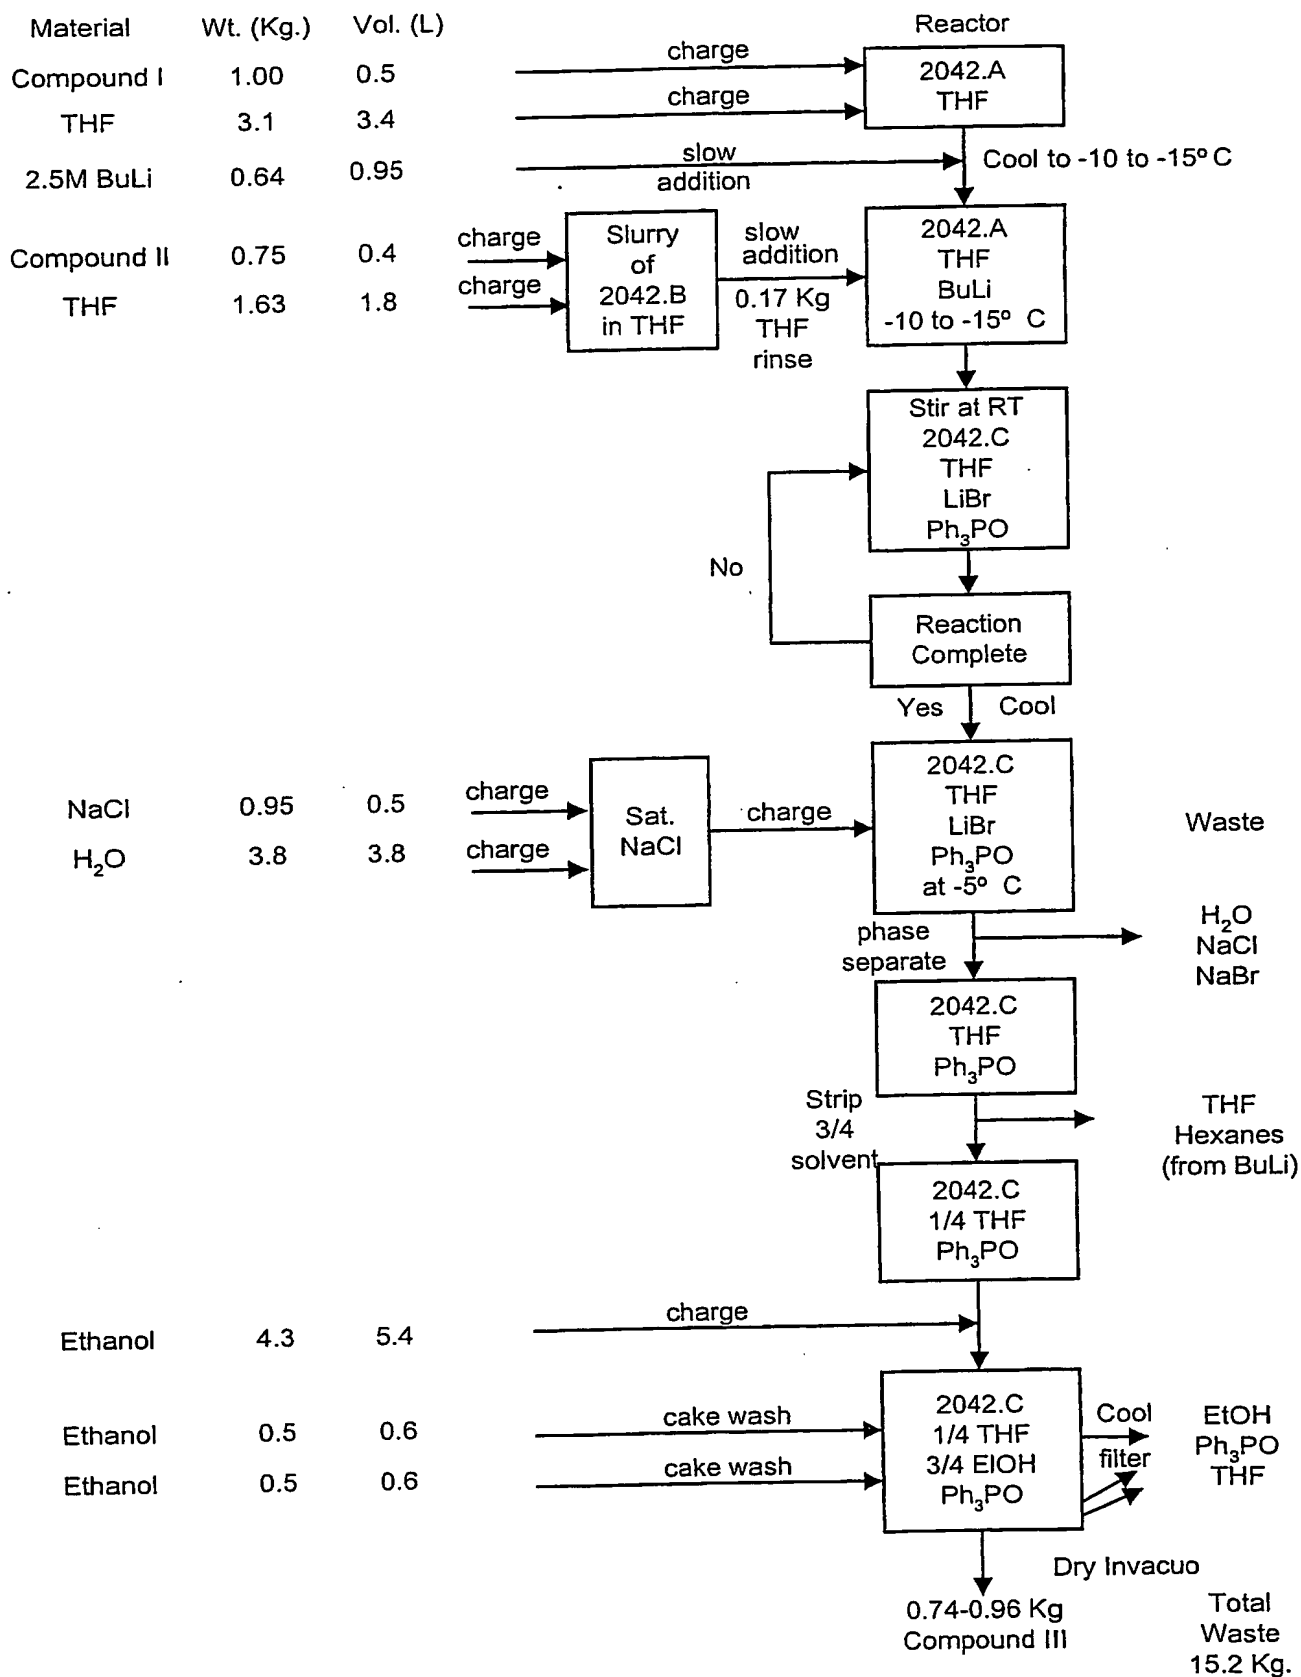 Material Wt. (Kg.) Vol. (L) Reactor
Compound I 1.00 0.5 charge
THF 3.1 3.4 charge
2042.A
THF
2.5M BuLi 0.64 0.95 slow
addition
Cool to -10 to -15º C
Compound II 0.75 0.4 charge
THF 1.63 1.8 charge
Slurry
of
2042.B
in THF
slow
addition
0.17 Kg
THF
rinse
2042.A
THF
BuLi
-10 to -15º C
Stir at RT
2042.C
THF
LiBr
Ph₃PO
No
Reaction
Complete
Yes Cool
NaCl 0.95 0.5 charge
H₂O 3.8 3.8 charge
Sat.
NaCl
charge
2042.C
THF
LiBr
Ph₃PO
at -5º C
Waste
phase
separate
H₂O
NaCl
NaBr
2042.C
THF
Ph₃PO
Strip
3/4
solvent
THF
Hexanes
(from BuLi)
2042.C
1/4 THF
Ph₃PO
Ethanol 4.3 5.4 charge
Ethanol 0.5 0.6 cake wash
Ethanol 0.5 0.6 cake wash
2042.C
1/4 THF
3/4 ElOH
Ph₃PO
Cool
filter
EtOH
Ph₃PO
THF
Dry Invacuo
0.74-0.96 Kg
Compound III
Total
Waste
15.2 Kg.